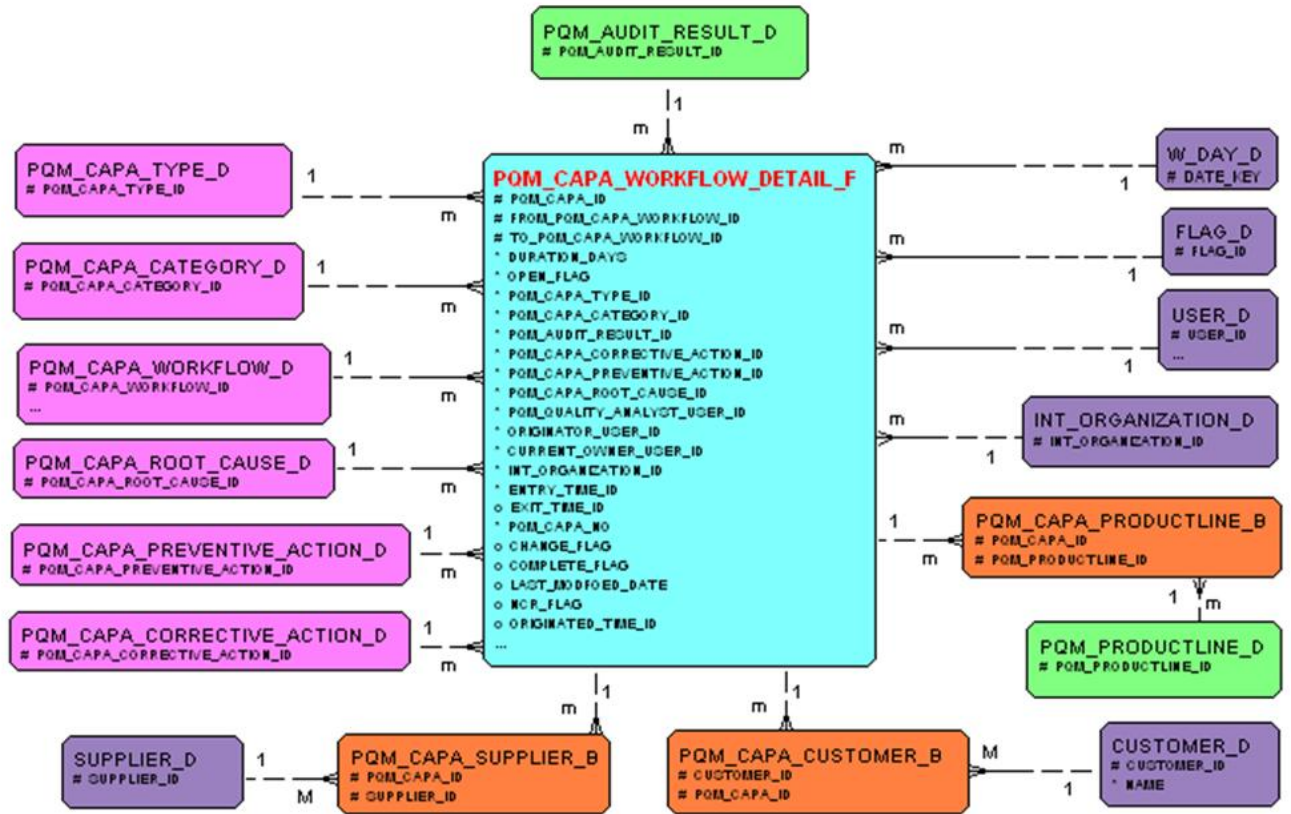 PQM_AUDIT_RESULT_D
# PQM_AUDIT_RESULT_ID
1
m
PQM_CAPA_TYPE_D
# PQM_CAPA_TYPE_ID
1
m
PQM_CAPA_CATEGORY_D
# PQM_CAPA_CATEGORY_ID
1
m
PQM_CAPA_WORKFLOW_D
# PQM_CAPA_WORKFLOW_ID
...
1
m
PQM_CAPA_ROOT_CAUSE_D
# PQM_CAPA_ROOT_CAUSE_ID
1
m
PQM_CAPA_PREVENTIVE_ACTION_D
# PQM_CAPA_PREVENTIVE_ACTION_ID
1
m
PQM_CAPA_CORRECTIVE_ACTION_D
# PQM_CAPA_CORRECTIVE_ACTION_ID
1
m
PQM_CAPA_WORKFLOW_DETAIL_F
# PQM_CAPA_ID
# FROM_PQM_CAPA_WORKFLOW_ID
# TO_PQM_CAPA_WORKFLOW_ID
* DURATION_DAYS
* OPEN_FLAG
* PQM_CAPA_TYPE_ID
* PQM_CAPA_CATEGORY_ID
* PQM_AUDIT_RESULT_ID
* PQM_CAPA_CORRECTIVE_ACTION_ID
* PQM_CAPA_PREVENTIVE_ACTION_ID
* PQM_CAPA_ROOT_CAUSE_ID
* PQM_QUALITY_ANALYST_USER_ID
* ORIGINATOR_USER_ID
* CURRENT_OWNER_USER_ID
* INT_ORGANIZATION_ID
* ENTRY_TIME_ID
o EXIT_TIME_ID
* PQM_CAPA_NO
o CHANGE_FLAG
o COMPLETE_FLAG
o LAST_MODFOED_DATE
o NCR_FLAG
o ORIGINATED_TIME_ID
...
m
1
W_DAY_D
# DATE_KEY
m
1
FLAG_D
# FLAG_ID
m
1
USER_D
# USER_ID
...
m
1
INT_ORGANIZATION_D
# INT_ORGANIZATION_ID
1
m
PQM_CAPA_PRODUCTLINE_B
# PQM_CAPA_ID
# PQM_PRODUCTLINE_ID
1
m
PQM_PRODUCTLINE_D
# PQM_PRODUCTLINE_ID
1
m
1
m
SUPPLIER_D
# SUPPLIER_ID
1
M
PQM_CAPA_SUPPLIER_B
# PQM_CAPA_ID
# SUPPLIER_ID
PQM_CAPA_CUSTOMER_B
# CUSTOMER_ID
# PQM_CAPA_ID
M
1
CUSTOMER_D
# CUSTOMER_ID
* NAME